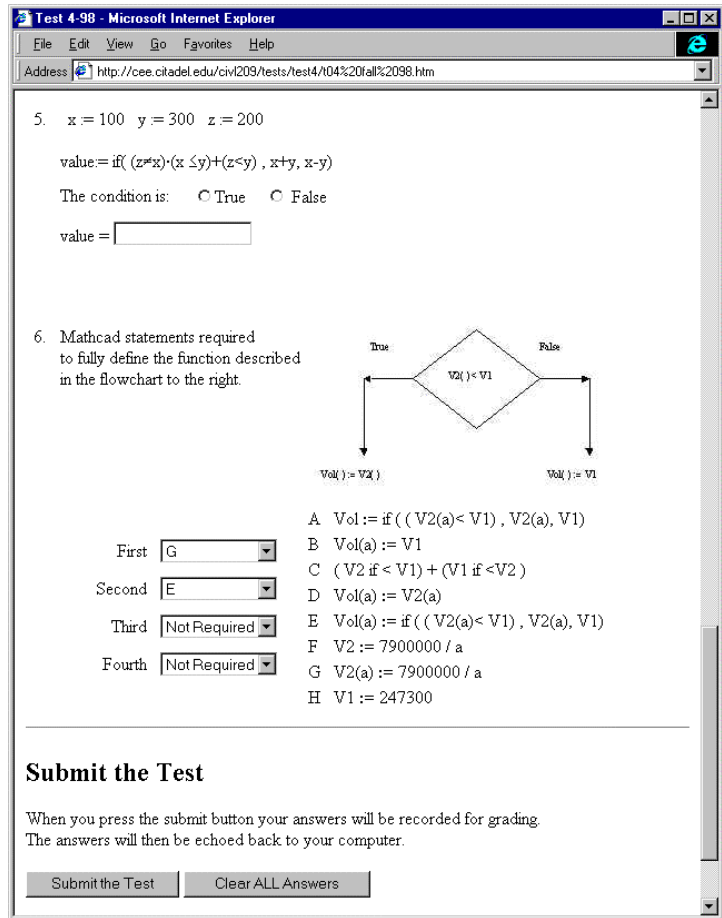 Test 4-98 - Microsoft Internet Explorer
File Edit View Go Favorites Help
Address http://cee.citadel.edu/civl209/tests/test4/t04%20fall%2098.htm
5. x := 100 y := 300 z := 200
value:= if( (z≠x)·(x ≤y)+(z<y) , x+y, x-y)
The condition is: True False
value =
6. Mathcad statements required
to fully define the function described
in the flowchart to the right.
True False
V2( )< V1
Vol( ) := V2( ) Vol( ) := V1
First G
Second E
Third Not Required
Fourth Not Required
A Vol := if ( ( V2(a)< V1) , V2(a), V1)
B Vol(a) := V1
C ( V2 if < V1) + (V1 if <V2 )
D Vol(a) := V2(a)
E Vol(a) := if ( ( V2(a)< V1) , V2(a), V1)
F V2 := 7900000 / a
G V2(a) := 7900000 / a
H V1 := 247300
Submit the Test
When you press the submit button your answers will be recorded for grading.
The answers will then be echoed back to your computer.
Submit the Test Clear ALL Answers